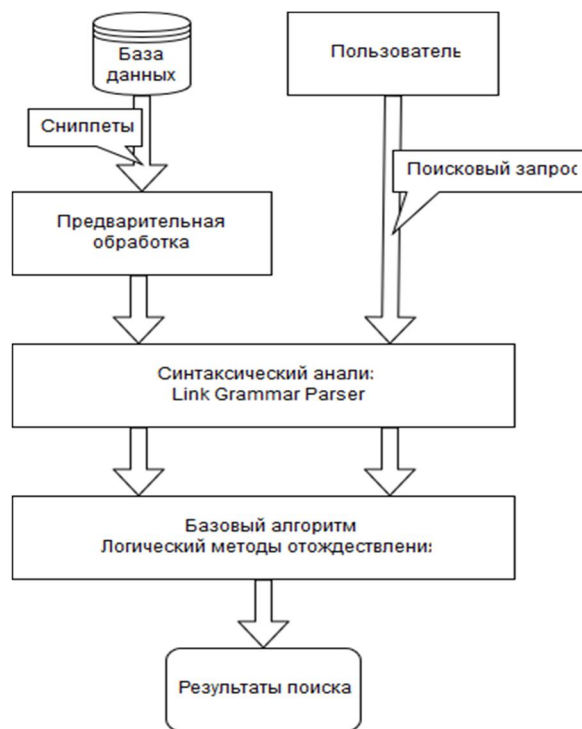 База
данных
Пользователь
Сниппеты
Поисковый запрос
Предварительная
обработка
Синтаксический анали:
Link Grammar Parser
Базовый алгоритм
Логический методы отождествлени:
Результаты поиска